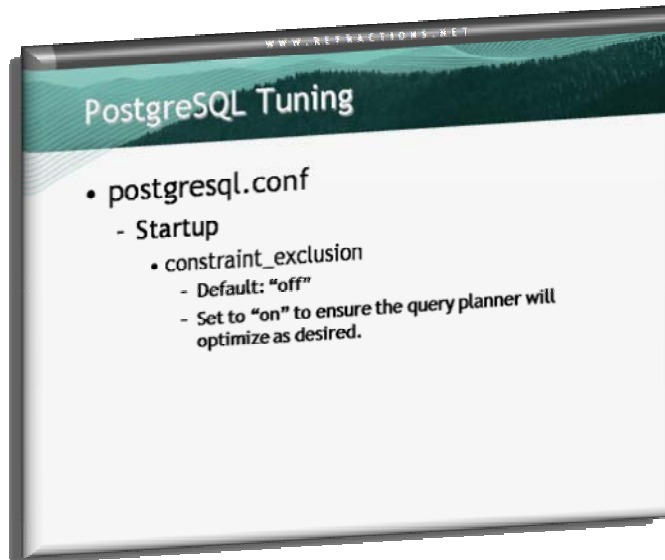 WWW.REFRACTIONS.NET
PostgreSQL Tuning
• postgresql.conf
- Startup
• constraint_exclusion
- Default: “off”
- Set to “on” to ensure the query planner will
optimize as desired.